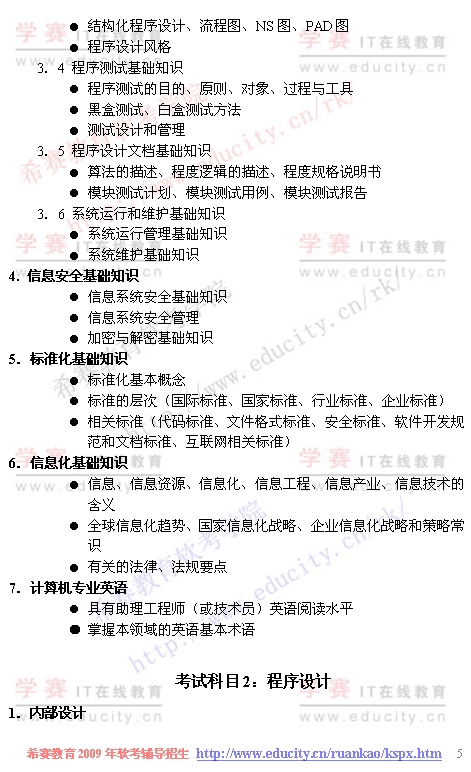 ● 结构化程序设计、流程图、NS图、PAD图
● 程序设计风格
3．4 程序测试基础知识
● 程序测试的目的、原则、对象、过程与工具
● 黑盒测试、白盒测试方法
● 测试设计和管理
3．5 程序设计文档基础知识
● 算法的描述、程度逻辑的描述、程度规格说明书
● 模块测试计划、模块测试用例、模块测试报告
3．6 系统运行和维护基础知识
● 系统运行管理基础知识
● 系统维护基础知识
4．信息安全基础知识
● 信息系统安全基础知识
● 信息系统安全管理
● 加密与解密基础知识
5．标准化基础知识
● 标准化基本概念
● 标准的层次（国际标准、国家标准、行业标准、企业标准）
● 相关标准（代码标准、文件格式标准、安全标准、软件开发规
范和文档标准、互联网相关标准）
6．信息化基础知识
● 信息、信息资源、信息化、信息工程、信息产业、信息技术的
含义
● 全球信息化趋势、国家信息化战略、企业信息化战略和策略常
识
● 有关的法律、法规要点
7．计算机专业英语
● 具有助理工程师（或技术员）英语阅读水平
● 掌握本领域的英语基本术语
考试科目2：程序设计
1．内部设计
希赛教育2009年软考辅导招生 http://www.educity.cn/ruankao/kspx.htm 5
学赛 IT在线教育
www.educity.cn